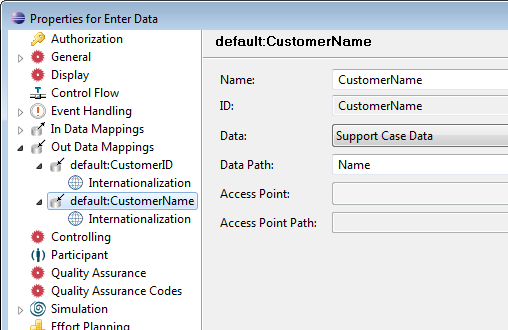 Properties for Enter Data
Authorization
General
Display
Control Flow
Event Handling
In Data Mappings
Out Data Mappings
default:CustomerID
Internationalization
default:CustomerName
Internationalization
Controlling
Participant
Quality Assurance
Quality Assurance Codes
Simulation
Effort Planning
default:CustomerName
Name: CustomerName
ID: CustomerName
Data: Support Case Data
Data Path: Name
Access Point:
Access Point Path: